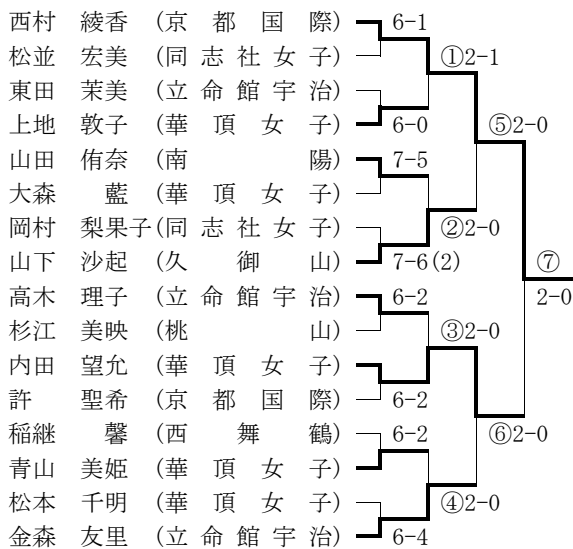 西村 綾香 (京都国際) 6-1
松並 宏美 (同志社女子) ①2-1
東田 茉美 (立命館宇治)
上地 敦子 (華頂女子) 6-0 ⑤2-0
山田 侑奈 (南陽) 7-5
大森 藍 (華頂女子)
岡村 梨果子(同志社女子) ②2-0
山下 沙起 (久御山) 7-6(2) ⑦
高木 理子 (立命館宇治) 6-2 2-0
杉江 美映 (桃山) ③2-0
内田 望允 (華頂女子)
許 聖希 (京都国際) 6-2
稲継 馨 (西舞鶴) 6-2 ⑥2-0
青山 美姫 (華頂女子)
松本 千明 (華頂女子) ④2-0
金森 友里 (立命館宇治) 6-4